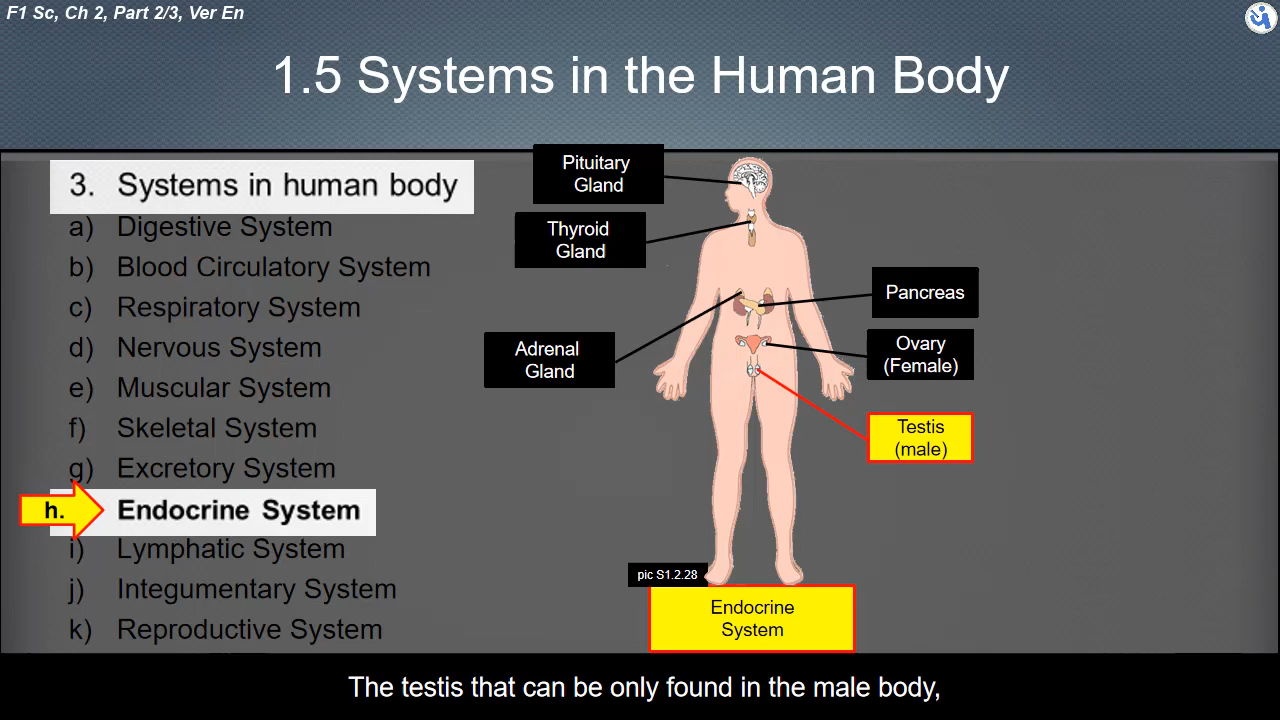 F1 Sc, Ch 2, Part 2/3, Ver En
1.5 Systems in the Human Body
3. Systems in human body
a) Digestive System
b) Blood Circulatory System
c) Respiratory System
d) Nervous System
e) Muscular System
f) Skeletal System
g) Excretory System
h. Endocrine System
i) Lymphatic System
j) Integumentary System
k) Reproductive System
Pituitary
Gland
Thyroid
Gland
Adrenal
Gland
Pancreas
Ovary
(Female)
Testis
(male)
pic S1.2.28
Endocrine
System
The testis that can be only found in the male body,